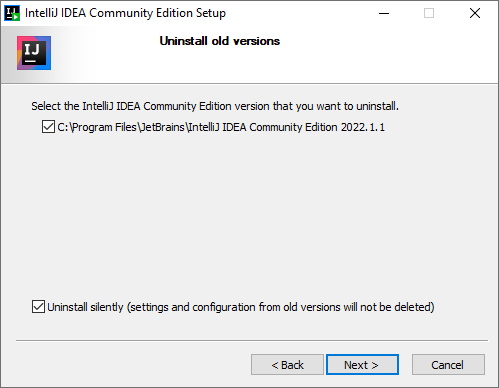 IntelliJ IDEA Community Edition Setup
IJ
Uninstall old versions
Select the IntelliJ IDEA Community Edition version that you want to uninstall.
C:\Program Files\JetBrains\IntelliJ IDEA Community Edition 2022.1.1
Uninstall silently (settings and configuration from old versions will not be deleted)
< Back
Next >
Cancel